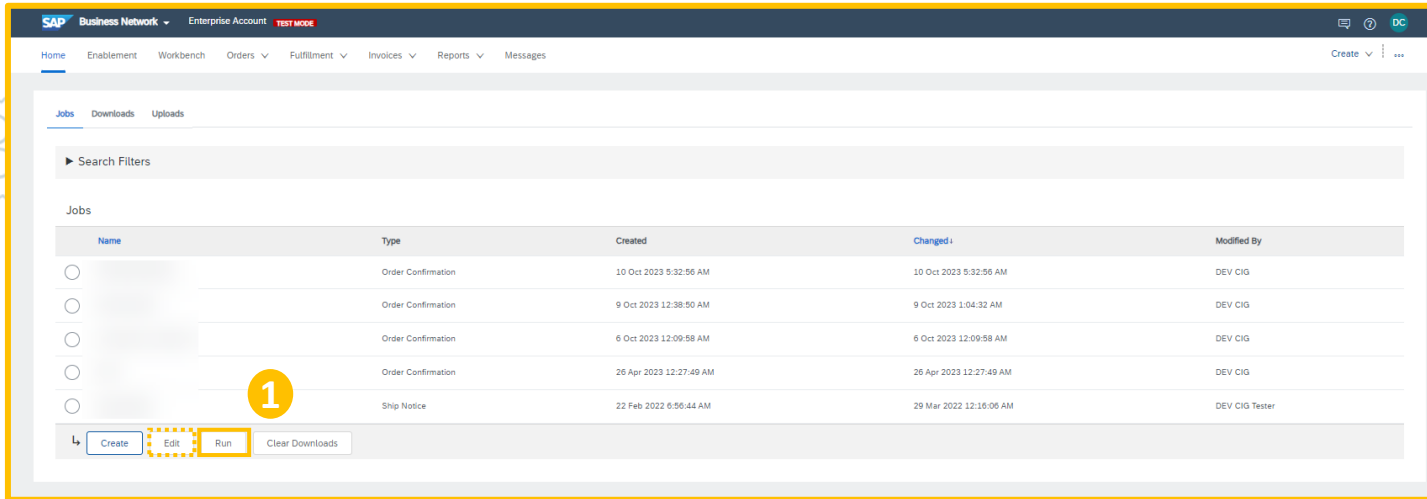 SAP Business Network Enterprise Account TEST MODE DC
Home Enablement Workbench Orders Fulfillment Invoices Reports Messages Create
Jobs Downloads Uploads
Search Filters
Jobs
Name Type Created Changed↓ Modified By
Order Confirmation 10 Oct 2023 5:32:56 AM 10 Oct 2023 5:32:56 AM DEV CIG
Order Confirmation 9 Oct 2023 12:38:50 AM 9 Oct 2023 1:04:32 AM DEV CIG
Order Confirmation 6 Oct 2023 12:09:58 AM 6 Oct 2023 12:09:58 AM DEV CIG
Order Confirmation 26 Apr 2023 12:27:49 AM 26 Apr 2023 12:27:49 AM DEV CIG
1
Ship Notice 22 Feb 2022 6:56:44 AM 29 Mar 2022 12:16:06 AM DEV CIG Tester
Create Edit Run Clear Downloads